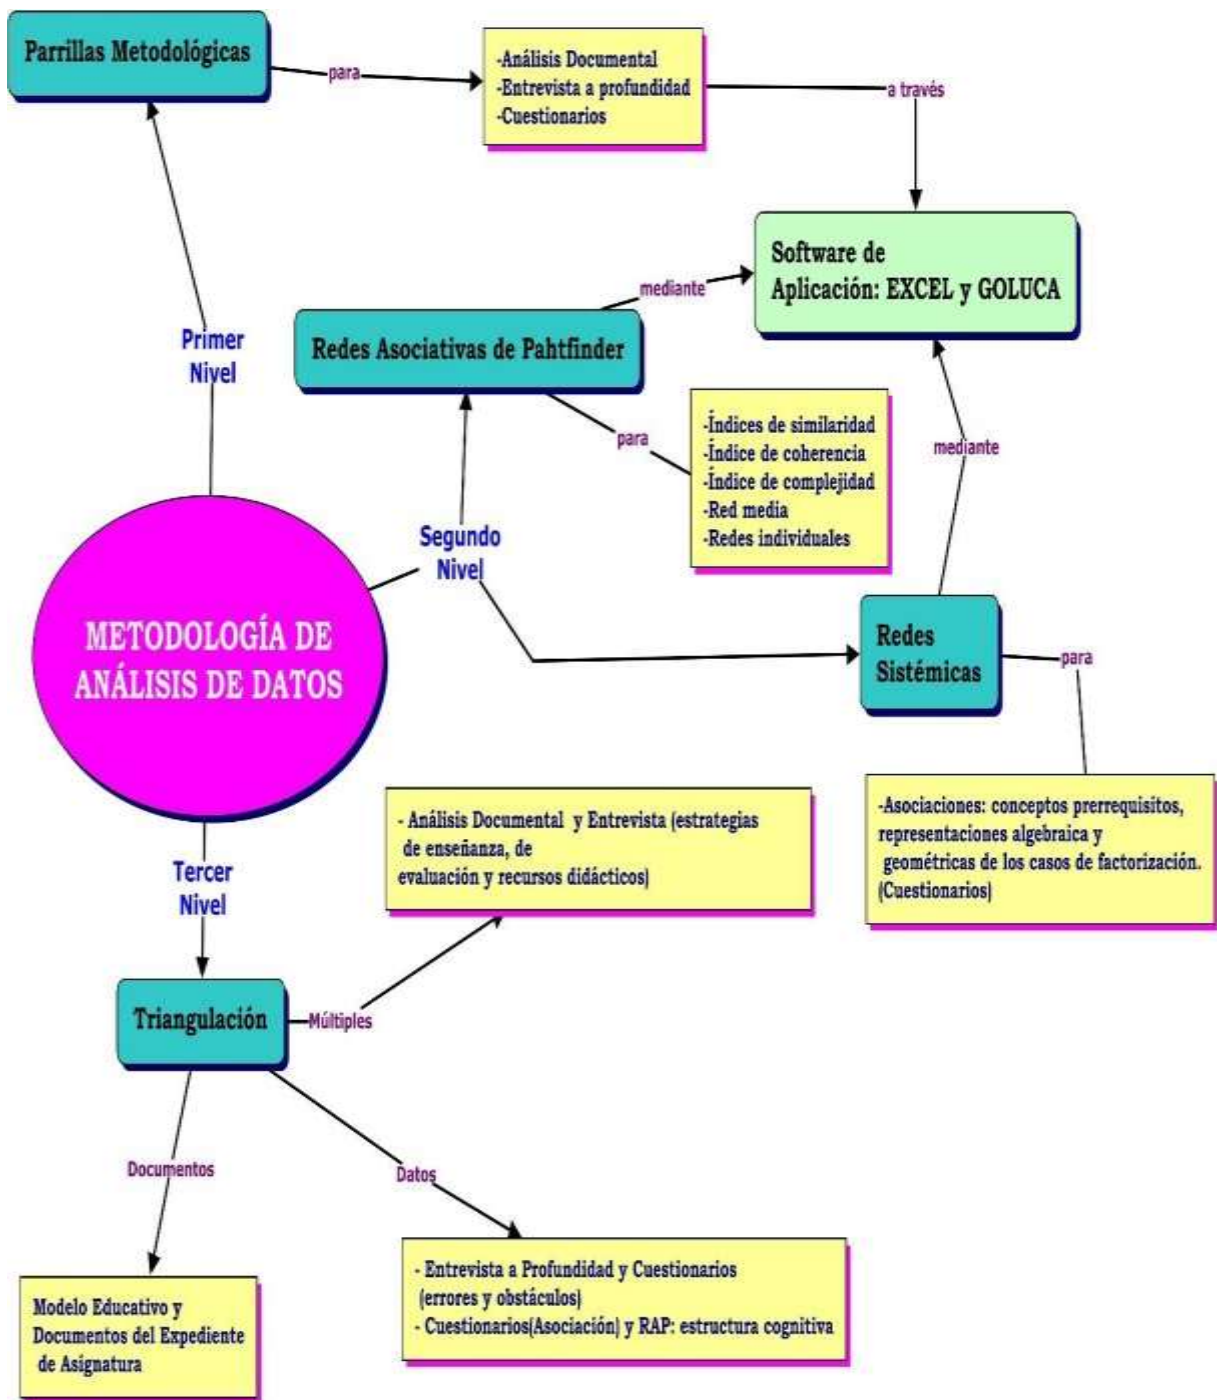 Parrillas Metodológicas
para
-Análisis Documental
-Entrevista a profundidad
-Cuestionarios
a través
Software de
Aplicación: EXCEL y GOLUCA
mediante
Redes Asociativas de Pahtfinder
Primer
Nivel
para
-Índices de similaridad
-Índice de coherencia
-Índice de complejidad
-Red media
-Redes individuales
mediante
Segundo
Nivel
METODOLOGÍA DE
ANÁLISIS DE DATOS
Redes
Sistémicas
para
-Asociaciones: conceptos prerrequisitos,
representaciones algebraica y
geométricas de los casos de factorización.
(Cuestionarios)
- Análisis Documental y Entrevista (estrategias
de enseñanza, de
evaluación y recursos didácticos)
Tercer
Nivel
Triangulación
Múltiples
Documentos
Datos
Modelo Educativo y
Documentos del Expediente
de Asignatura
- Entrevista a Profundidad y Cuestionarios
(errores y obstáculos)
- Cuestionarios(Asociación) y RAP: estructura cognitiva